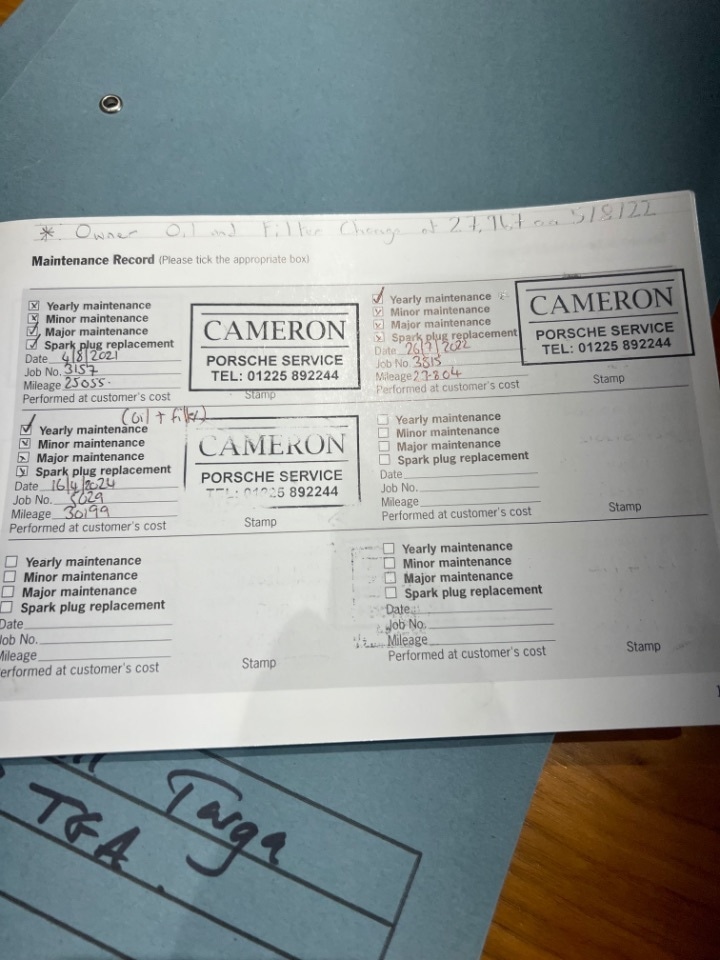 * Owner Oil and Filter Change at 27,967 on 5/8/22
Maintenance Record (Please tick the appropriate box)
Yearly maintenance
Minor maintenance
Major maintenance
Spark plug replacement
Date 4/8/2021
Job No. 3157
Mileage 25055
Performed at customer's cost
CAMERON
PORSCHE SERVICE
TEL: 01225 892244
Stamp
Yearly maintenance
Minor maintenance
Major maintenance
Spark plug replacement
Date 26/7/2022
Job No 3815
Mileage 27804
Performed at customer's cost
CAMERON
PORSCHE SERVICE
TEL: 01225 892244
Stamp
(Oil + filter)
Yearly maintenance
Minor maintenance
Major maintenance
Spark plug replacement
Date 16/4/2024
Job No. 5029
Mileage 30199
Performed at customer's cost
CAMERON
PORSCHE SERVICE
TEL: 01225 892244
Stamp
Yearly maintenance
Minor maintenance
Major maintenance
Spark plug replacement
Date
Job No.
Mileage
Performed at customer's cost
Stamp
Yearly maintenance
Minor maintenance
Major maintenance
Spark plug replacement
Date
Job No.
Mileage
erformed at customer's cost
Stamp
Yearly maintenance
Minor maintenance
Major maintenance
Spark plug replacement
Date
Job No.
Mileage
Performed at customer's cost
Stamp
Targa
TGA.